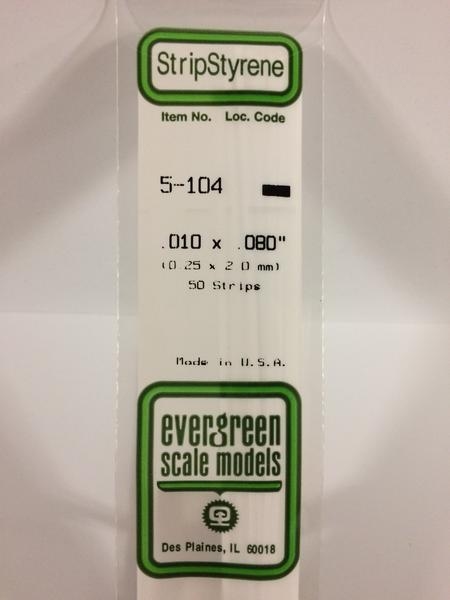 StripStyrene
Item No. Loc. Code
5-104
.010 x .080"
(0.25 x 2.0 mm)
50 Strips
Made in U.S.A.
evergreen
scale models
Des Plaines, IL 60018